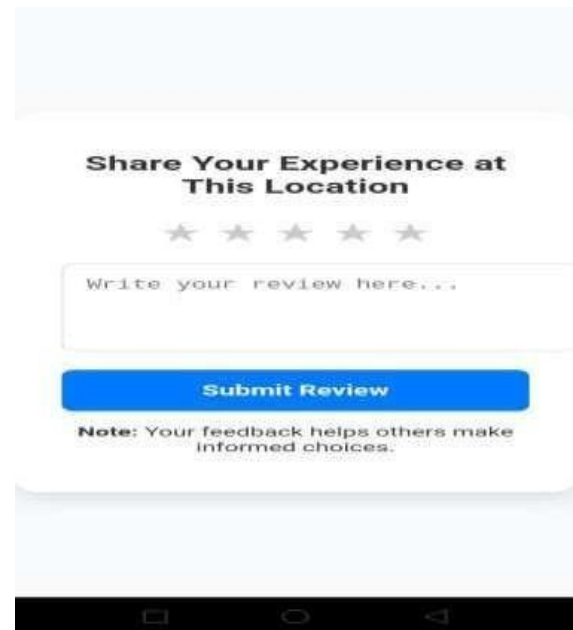 Share Your Experience at
This Location
Write your review here...
Submit Review
Note: Your feedback helps others make
informed choices.